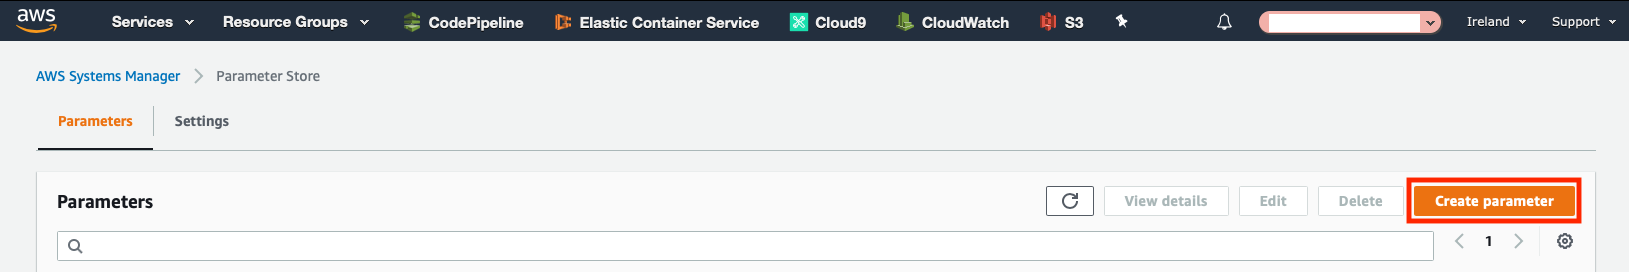 aws Services Resource Groups CodePipeline Elastic Container Service Cloud9 CloudWatch S3 Ireland Support
AWS Systems Manager Parameter Store
Parameters Settings
Parameters View details Edit Delete Create parameter
1